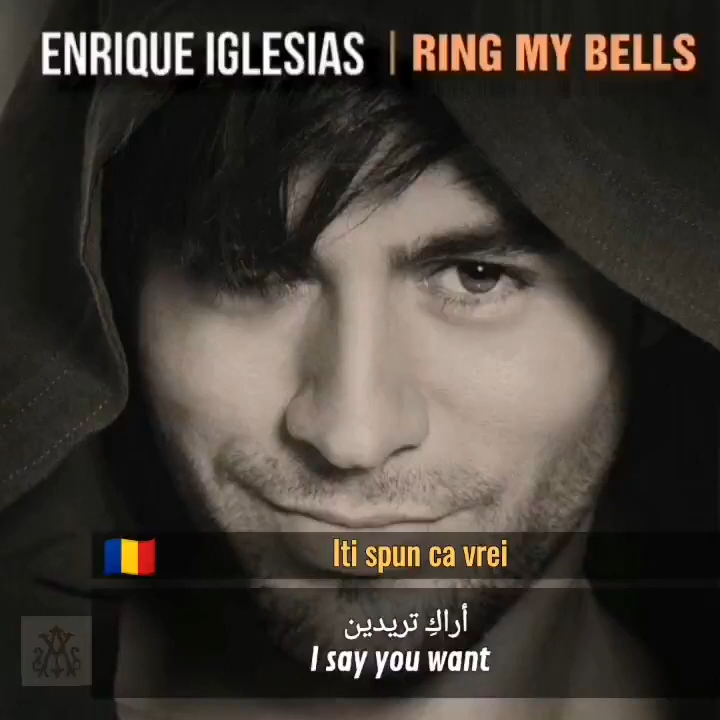 ENRIQUE IGLESIAS | RING MY BELLS
Iti spun ca vrei
أراكِ تريدين
I say you want